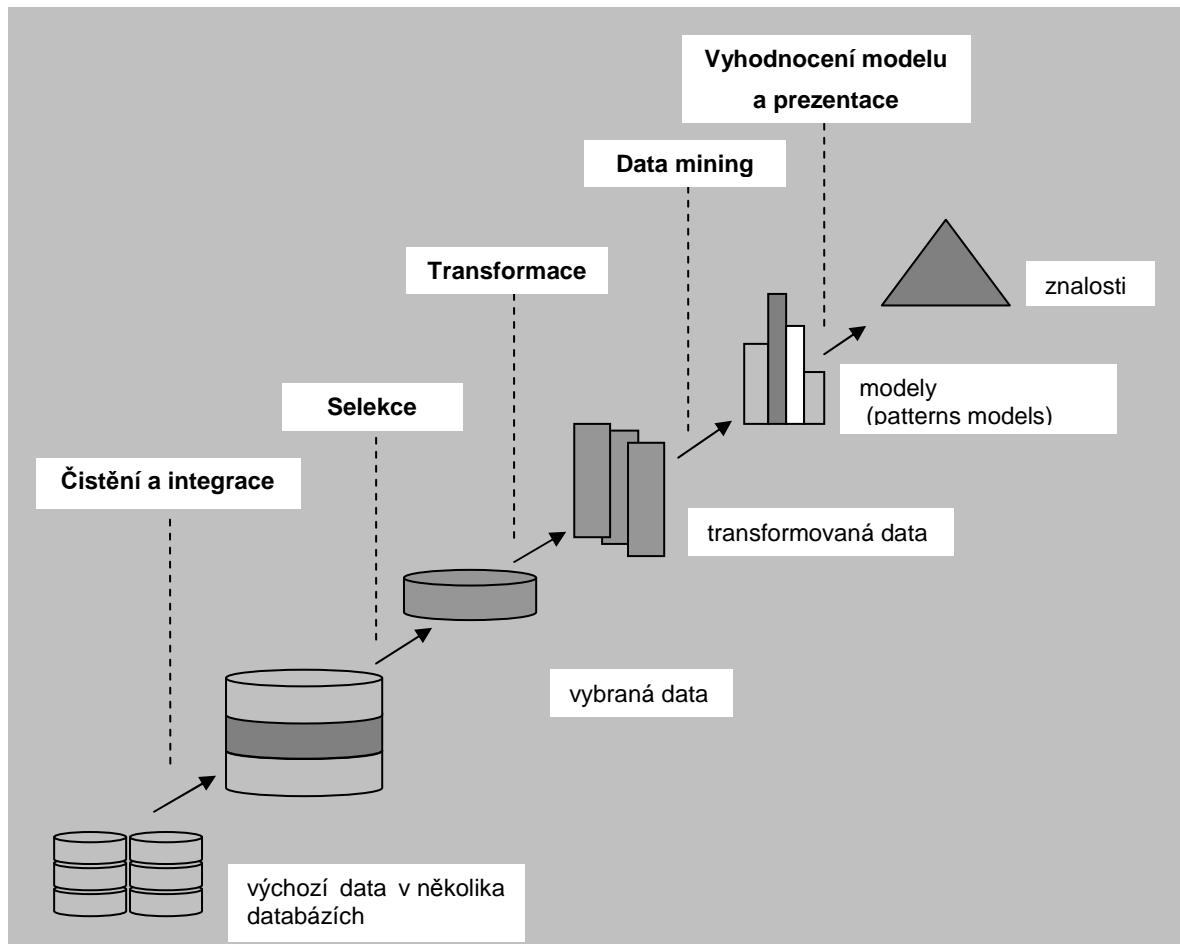 Vyhodnocení modelu
a prezentace
Data mining
Transformace
znalosti
Selekce
modely
(patterns models)
Čistění a integrace
transformovaná data
vybraná data
výchozí data v několika
databázích